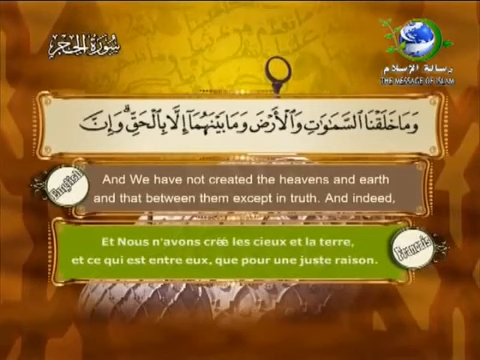 سورة الحجر
رسالة الإسلام
THE MESSAGE OF ISLAM
وَمَا خَلَقْنَا السَّمَٰوَٰتِ وَالْأَرْضَ وَمَا بَيْنَهُمَآ إِلَّا بِالْحَقِّ ۗ وَإِنَّ
English
And We have not created the heavens and earth
and that between them except in truth. And indeed,
Et Nous n'avons créé les cieux et la terre,
et ce qui est entre eux, que pour une juste raison.
Francais